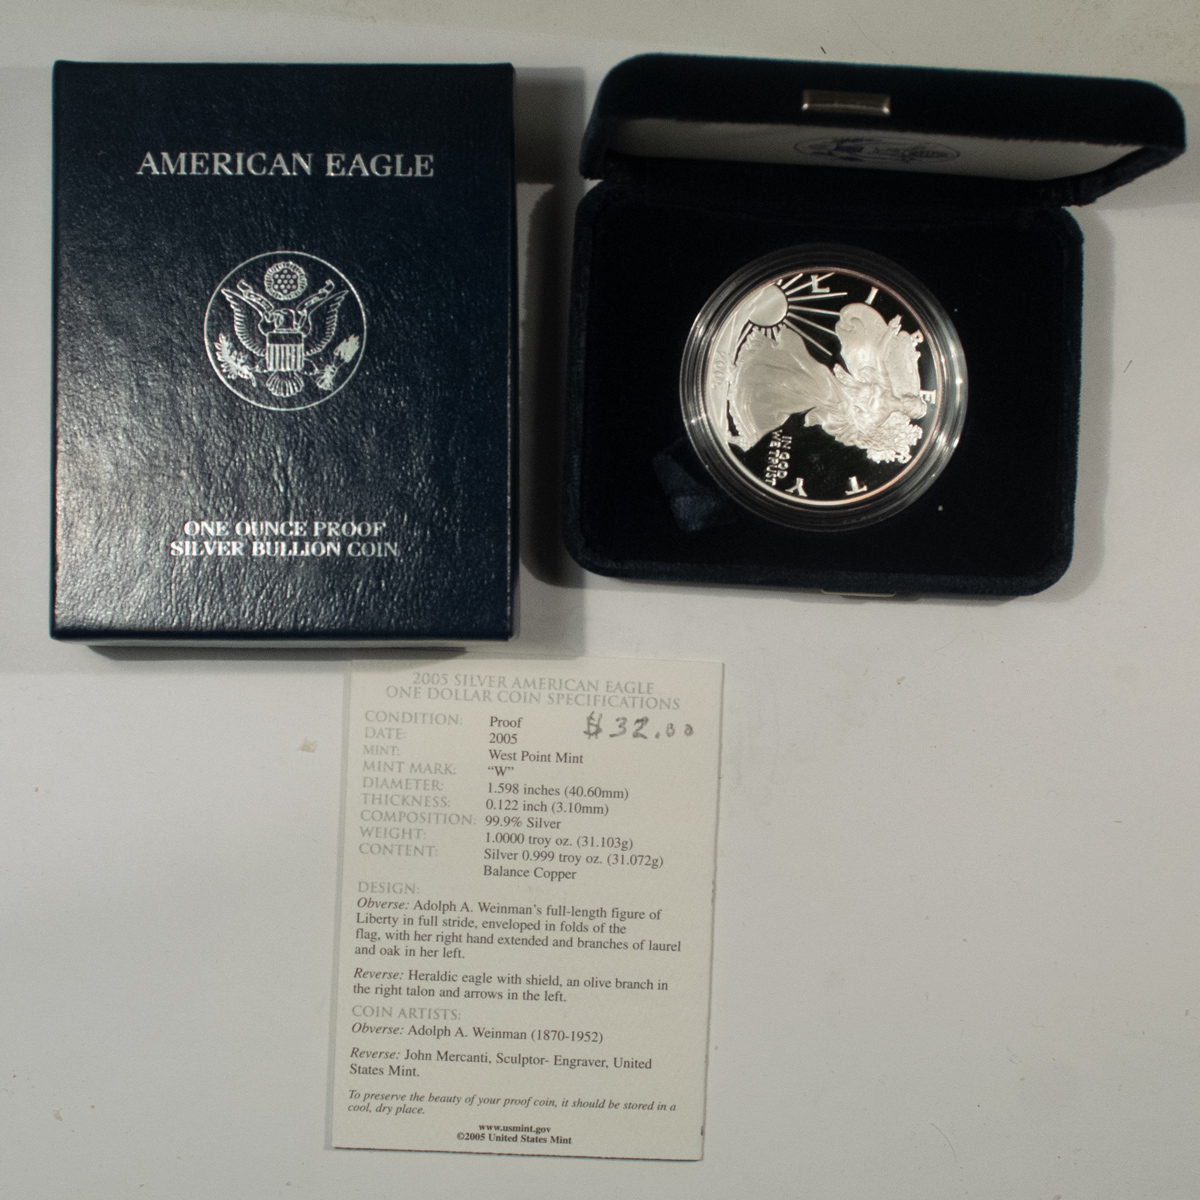 AMERICAN EAGLE
ONE OUNCE PROOF
SILVER BULLION COIN
LIBERTY
IN GOD
WE TRUST
2005 SILVER AMERICAN EAGLE
ONE DOLLAR COIN SPECIFICATIONS
CONDITION: Proof $32.00
DATE: 2005
MINT: West Point Mint
MINT MARK: “W”
DIAMETER: 1.598 inches (40.60mm)
THICKNESS: 0.122 inch (3.10mm)
COMPOSITION: 99.9% Silver
WEIGHT: 1.0000 troy oz. (31.103g)
CONTENT: Silver 0.999 troy oz. (31.072g)
Balance Copper
DESIGN:
Obverse: Adolph A. Weinman's full-length figure of
Liberty in full stride, enveloped in folds of the
flag, with her right hand extended and branches of laurel
and oak in her left.
Reverse: Heraldic eagle with shield, an olive branch in
the right talon and arrows in the left.
COIN ARTISTS:
Obverse: Adolph A. Weinman (1870-1952)
Reverse: John Mercanti, Sculptor- Engraver, United
States Mint.
To preserve the beauty of your proof coin, it should be stored in a
cool, dry place.
www.usmint.gov
©2005 United States Mint